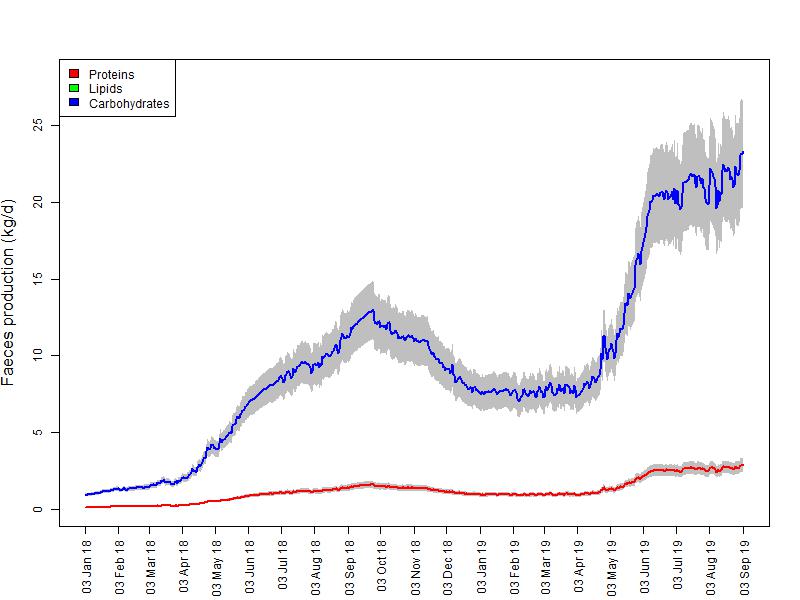 Proteins
Lipids
Carbohydrates
Faeces production (kg/d)
25
20
15
10
5
0
03 Jan 18
03 Feb 18
03 Mar 18
03 Apr 18
03 May 18
03 Jun 18
03 Jul 18
03 Aug 18
03 Sep 18
03 Oct 18
03 Nov 18
03 Dec 18
03 Jan 19
03 Feb 19
03 Mar 19
03 Apr 19
03 May 19
03 Jun 19
03 Jul 19
03 Aug 19
03 Sep 19